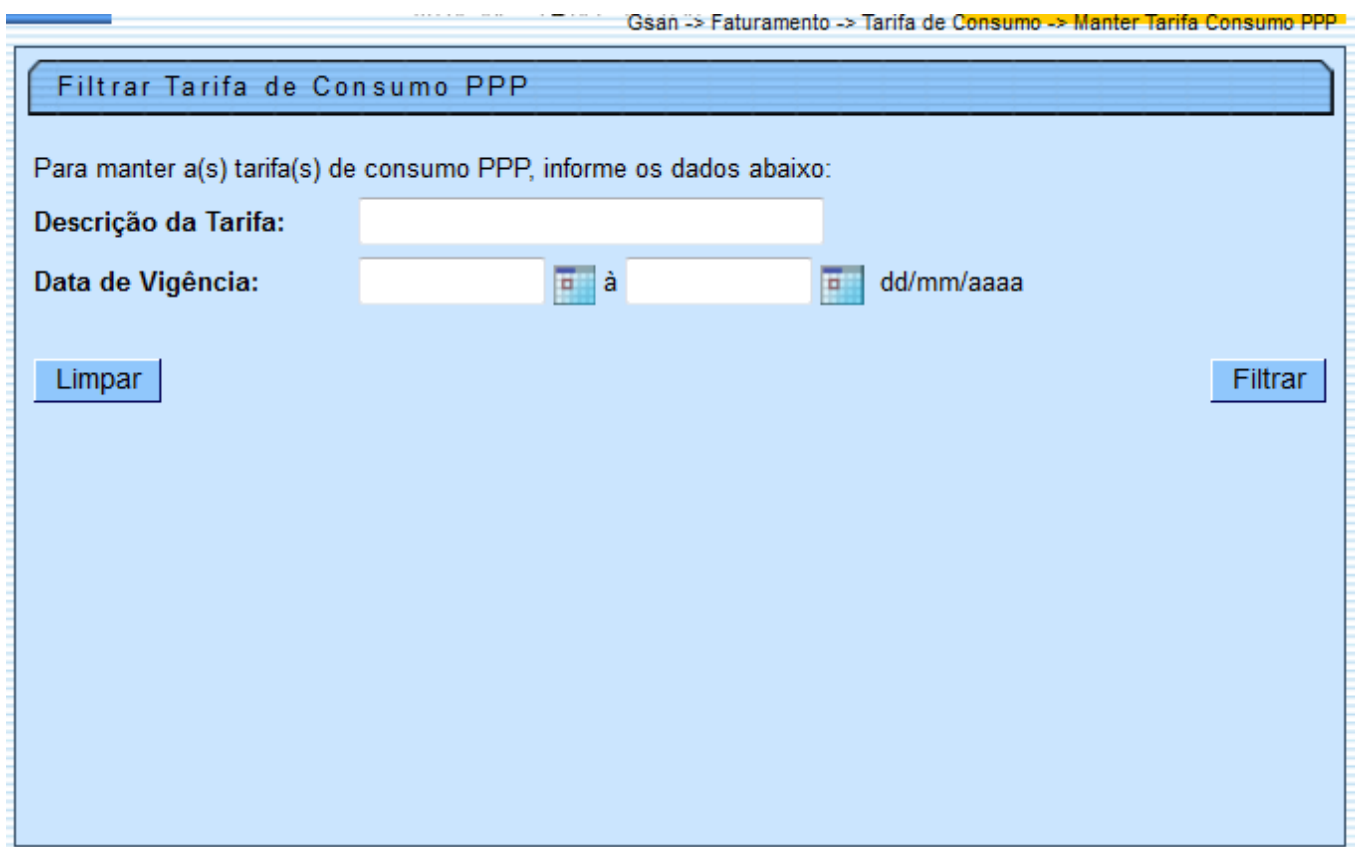 Gsan -> Faturamento -> Tarifa de Consumo -> Manter Tarifa Consumo PPP
Filtrar Tarifa de Consumo PPP
Para manter a(s) tarifa(s) de consumo PPP, informe os dados abaixo:
Descrição da Tarifa:
Data de Vigência: à dd/mm/aaaa
Limpar Filtrar